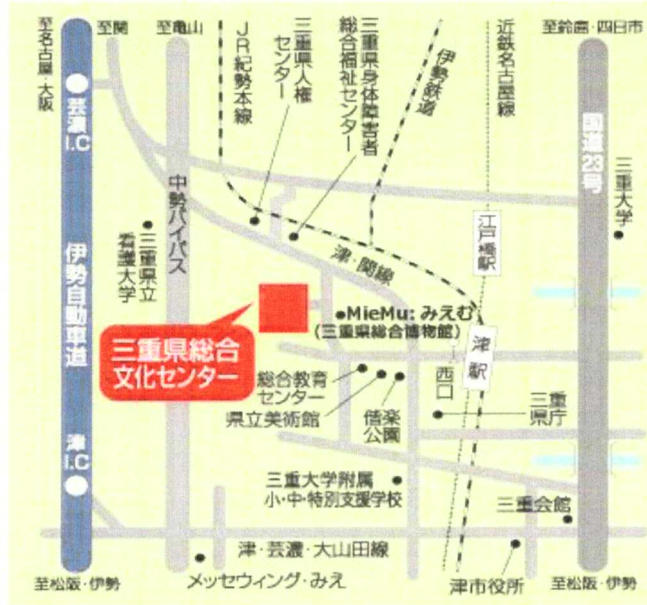 至名古屋・大阪
至関
至亀山
JR紀勢本線
三重県人権
センター
三重県身体障害者
総合福祉センター
伊勢鉄道
近鉄名古屋線
至鈴鹿・四日市
芸濃
I.C
国道23号
三重大学
中勢バイパス
三重県立
看護大学
江戸橋駅
津・関線
伊勢自動車道
MieMu:みえむ
(三重県総合博物館)
三重県総合
文化センター
津駅
西口
総合教育
センター
県立美術館
偕楽
公園
三重
県庁
津
I.C
三重大学附属
小・中・特別支援学校
三重会館
津・芸濃・大山田線
至松阪・伊勢
メッセウィング・みえ
津市役所
至松阪・伊勢